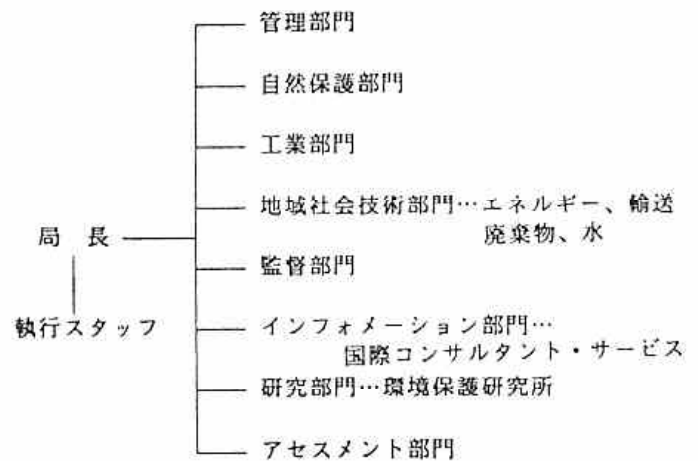 管理部門
自然保護部門
工業部門
地域社会技術部門…エネルギー、輸送
廃棄物、水
局 長
監督部門
執行スタッフ
インフォメーション部門…
国際コンサルタント・サービス
研究部門…環境保護研究所
アセスメント部門